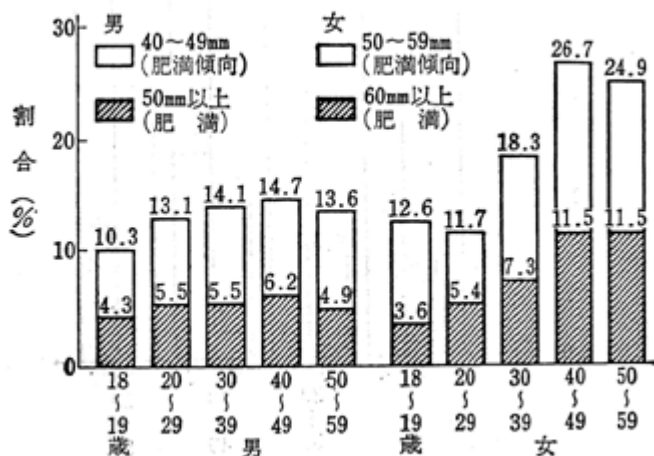 男 女
40～49mm
(肥満傾向)
50mm以上
(肥　満)
50～59mm
(肥満傾向)
60mm以上
(肥　満)
割合(%)
30
20
10
0
10.3 13.1 14.1 14.7 13.6 12.6 11.7 18.3 26.7 24.9
4.3 5.5 5.5 6.2 4.9 3.6 5.4 7.3 11.5 11.5
18 20 30 40 50 18 20 30 40 50
～ ～ ～ ～ ～ ～ ～ ～ ～ ～
19 29 39 49 59 19 29 39 49 59
歳 男 歳 女